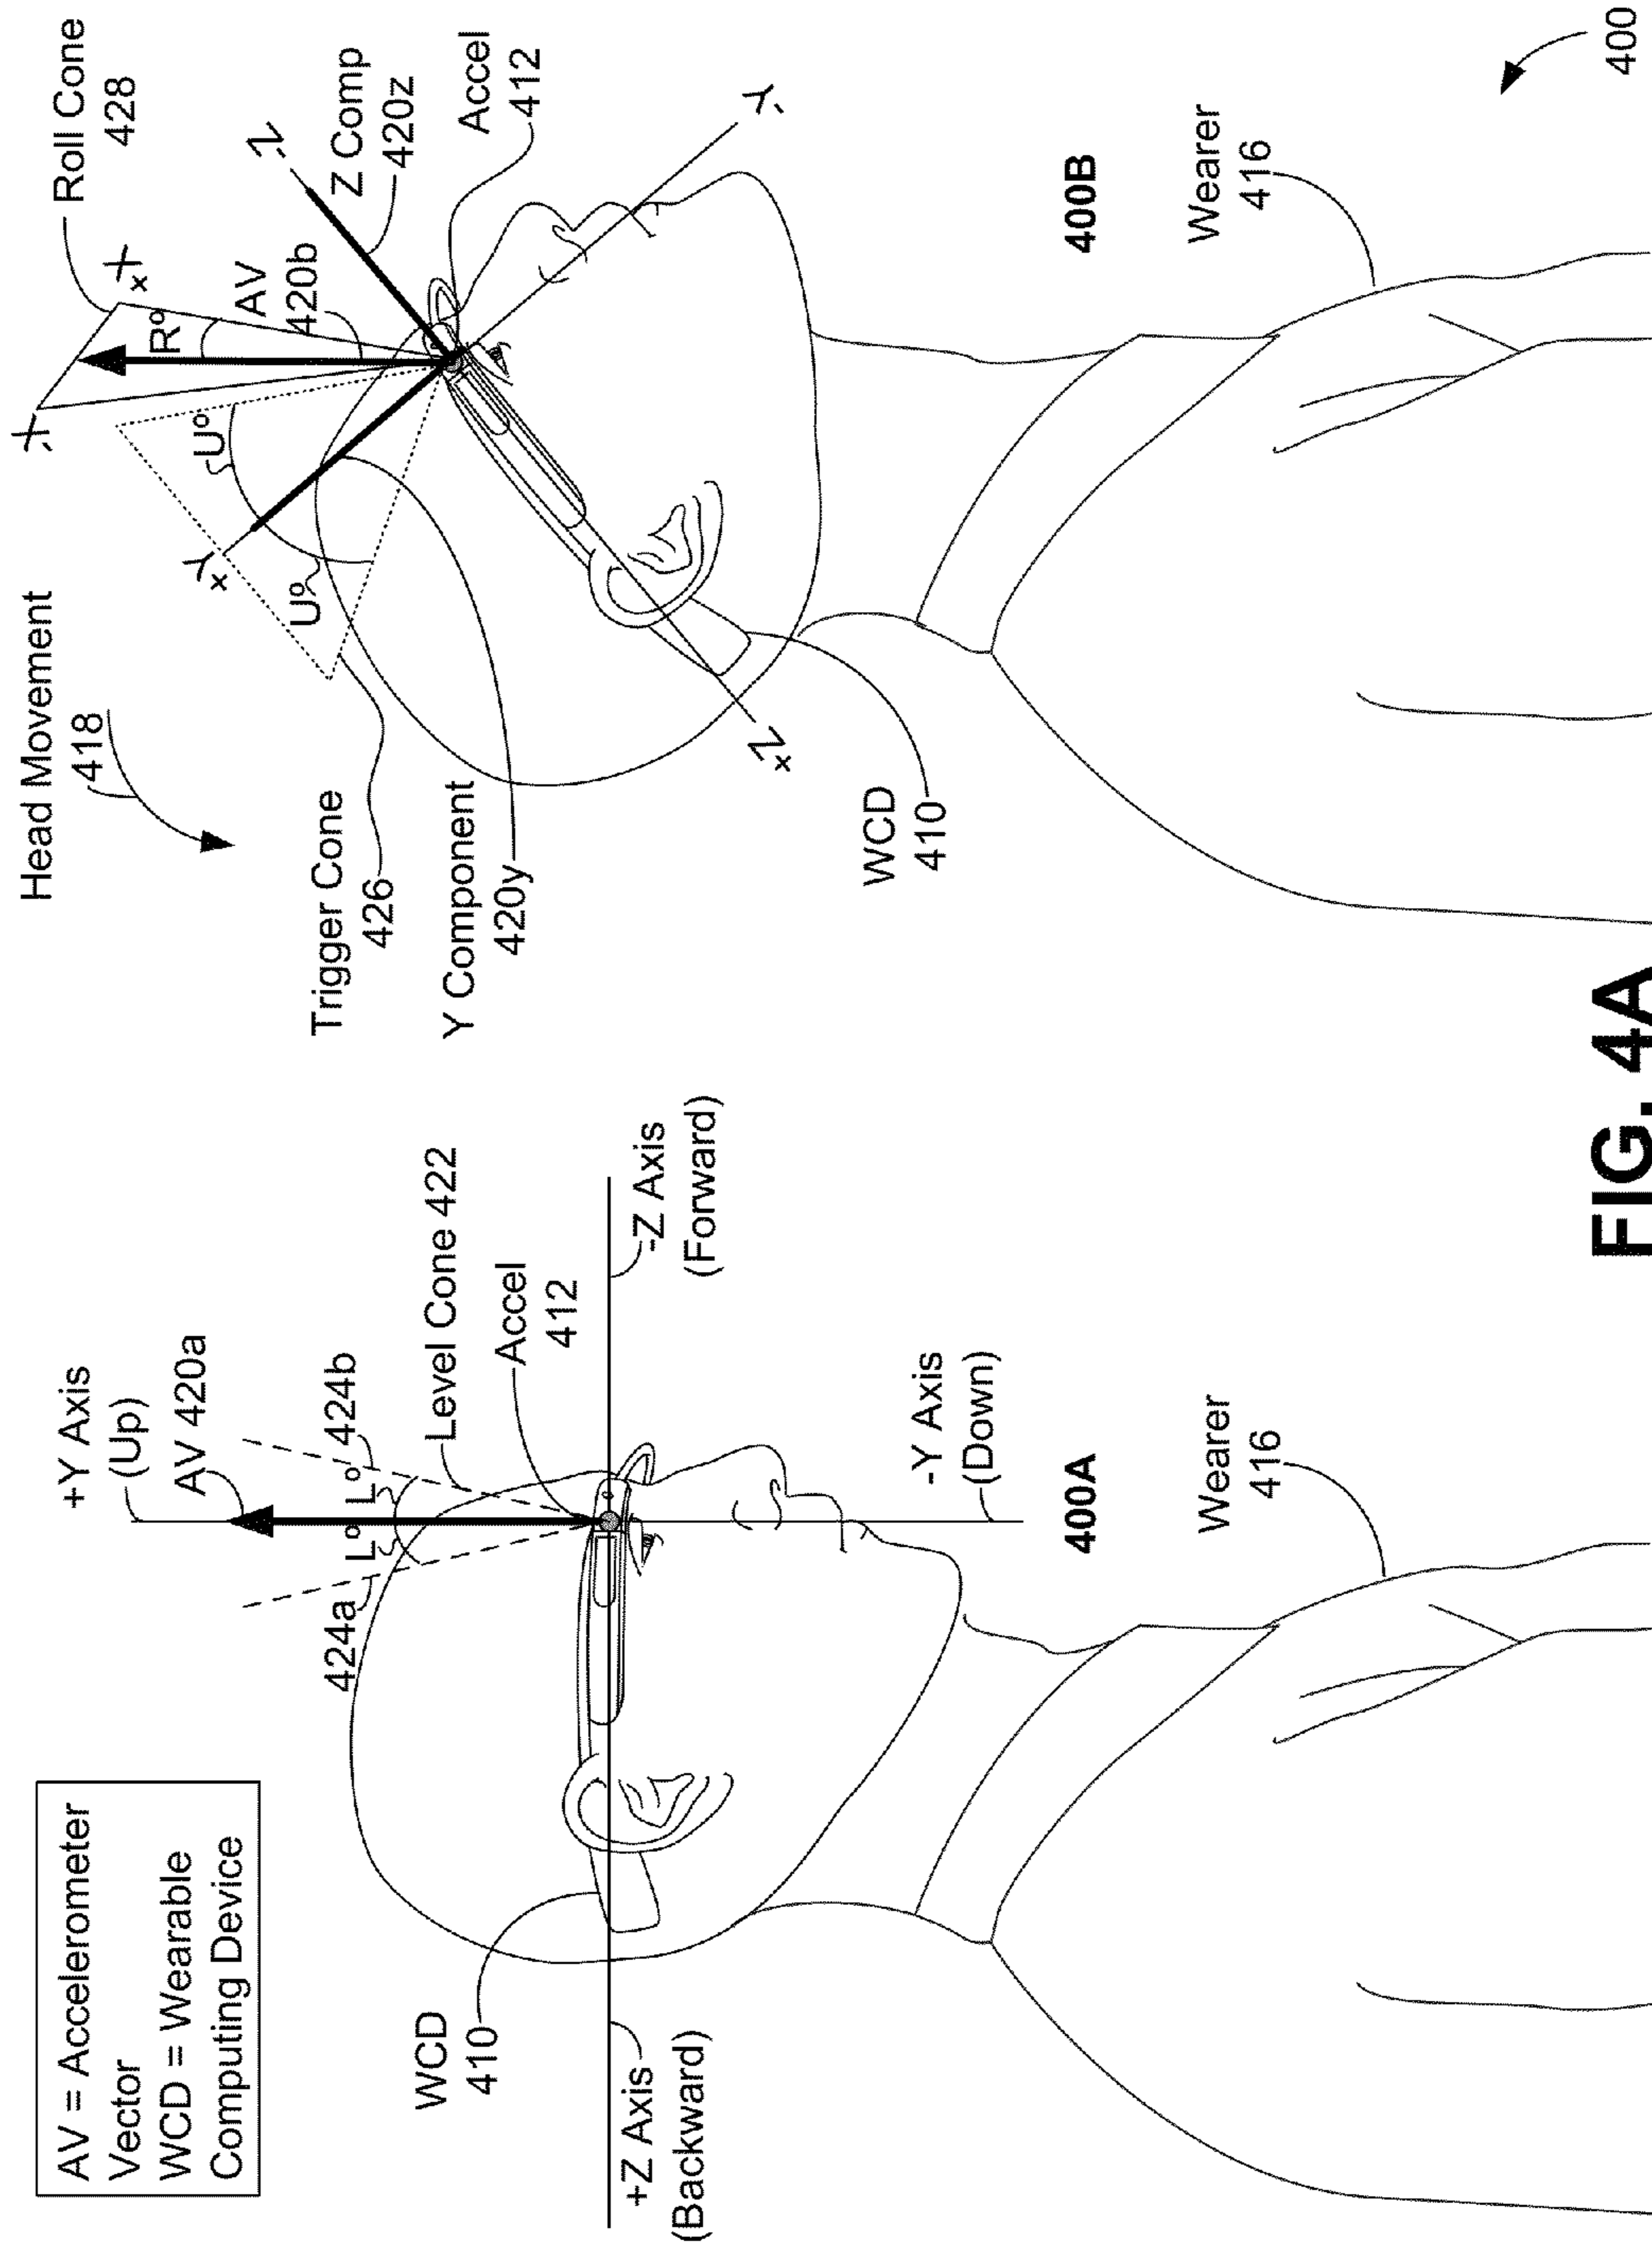 AV = Accelerometer
Vector
WCD = Wearable
Computing Device
+Y Axis
(Up)
AV 420a
424a
L°
L°
424b
Level Cone 422
Accel
412
WCD
410
+Z Axis
(Backward)
-Z Axis
(Forward)
-Y Axis
(Down)
400A
Wearer
416
Head Movement
418
Trigger Cone
426
Y Component
420y
U°
U°
+Y
-X
+X
R°
AV
420b
Roll Cone
428
-Z
Z Comp
420z
Accel
412
-Y
+Z
WCD
410
400B
Wearer
416
400
FIG. 4A